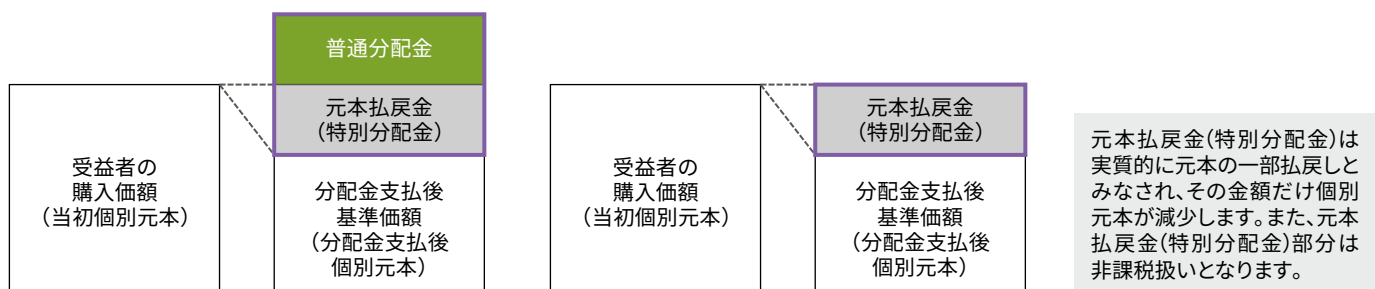 普通分配金
元本払戻金
（特別分配金）
受益者の
購入価額
（当初個別元本）
分配金支払後
基準価額
（分配金支払後
個別元本）
元本払戻金
（特別分配金）
受益者の
購入価額
（当初個別元本）
分配金支払後
基準価額
（分配金支払後
個別元本）
元本払戻金(特別分配金)は
実質的に元本の一部払戻しと
みなされ、その金額だけ個別
元本が減少します。また、元本
払戻金(特別分配金)部分は
非課税扱いとなります。